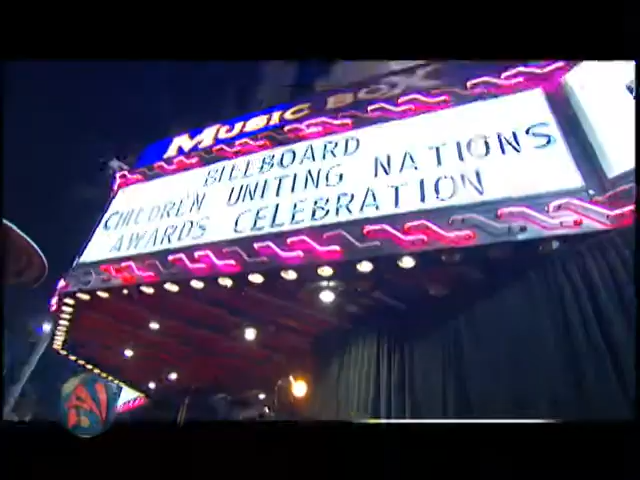 MUSIC BOX
BILLBOARD
CHILDREN UNITING NATIONS
AWARDS CELEBRATION